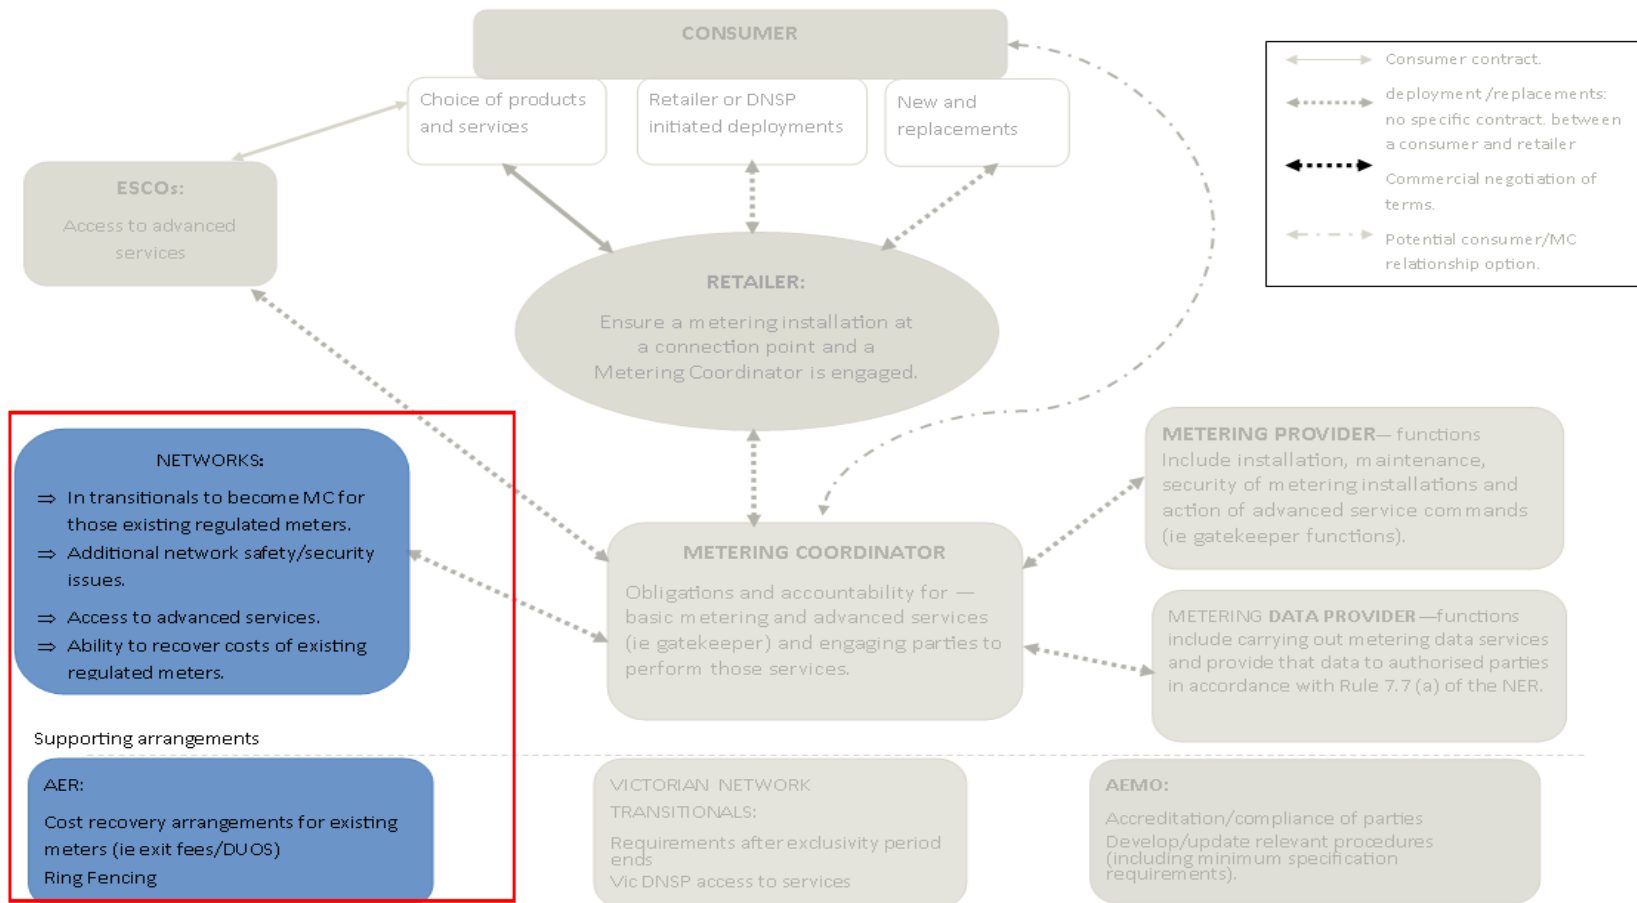 CONSUMER
Choice of products
and services
Retailer or DNSP
initiated deployments
New and
replacements
Consumer contract.
deployment /replacements:
no specific contract. between
a consumer and retailer
Commercial negotiation of
terms.
Potential consumer/MC
relationship option.
ESCOs:
Access to advanced
services
RETAILER:
Ensure a metering installation at
a connection point and a
Metering Coordinator is engaged.
NETWORKS:
⇒ In transitionals to become MC for
those existing regulated meters.
⇒ Additional network safety/security
issues.
⇒ Access to advanced services.
⇒ Ability to recover costs of existing
regulated meters.
METERING COORDINATOR
Obligations and accountability for —
basic metering and advanced services
(ie gatekeeper) and engaging parties to
perform those services.
METERING PROVIDER— functions
Include installation, maintenance,
security of metering installations and
action of advanced service commands
(ie gatekeeper functions).
METERING DATA PROVIDER —functions
include carrying out metering data services
and provide that data to authorised parties
in accordance with Rule 7.7 (a) of the NER.
Supporting arrangements
AER:
Cost recovery arrangements for existing
meters (ie exit fees/DUOS)
Ring Fencing
VICTORIAN NETWORK
TRANSITIONALS:
Requirements after exclusivity period
ends
Vic DNSP access to services
AEMO:
Accreditation/compliance of parties
Develop/update relevant procedures
(including minimum specification
requirements).